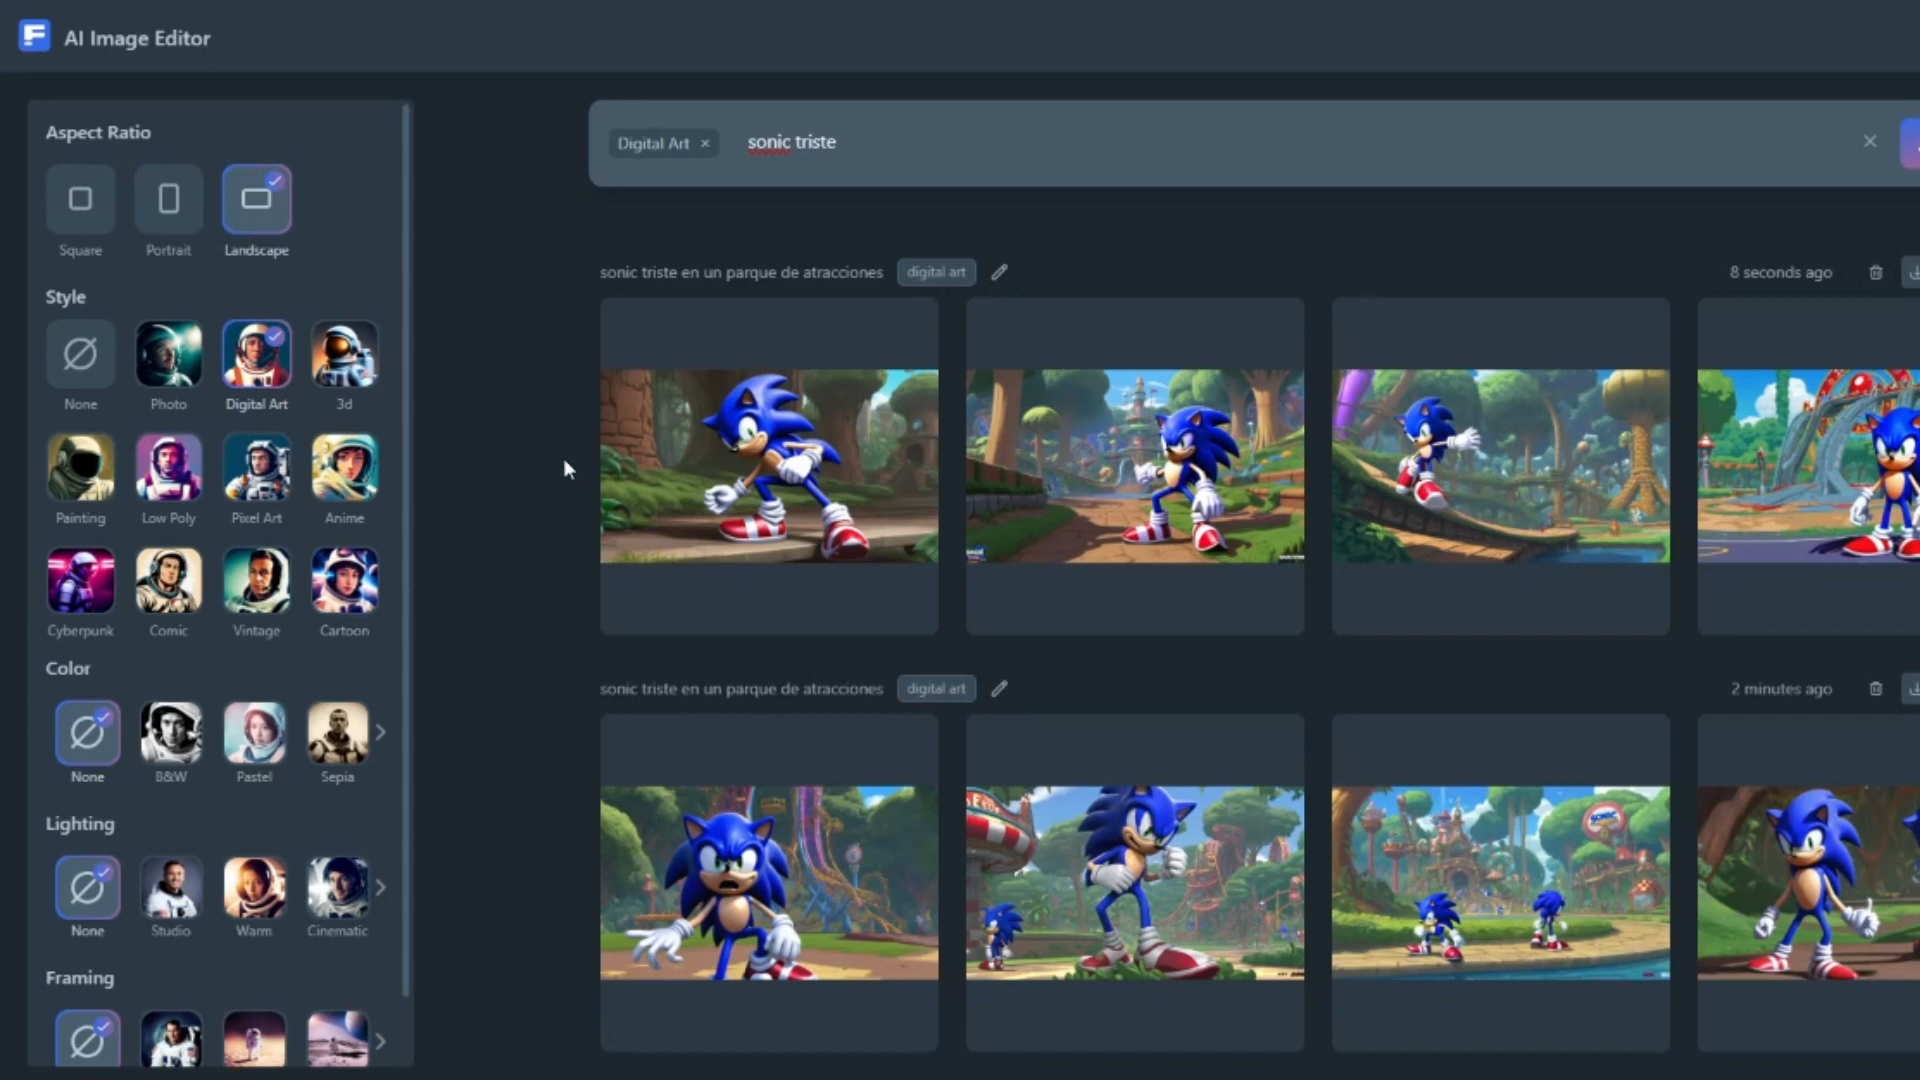 AI Image Editor
Aspect Ratio
Square
Portrait
Landscape
Style
None
Photo
Digital Art
3d
Painting
Low Poly
Pixel Art
Anime
Cyberpunk
Comic
Vintage
Cartoon
Color
None
B&W
Pastel
Sepia
Lighting
None
Studio
Warm
Cinematic
Framing
Digital Art × sonic triste
sonic triste en un parque de atracciones digital art 8 seconds ago
sonic triste en un parque de atracciones digital art 2 minutes ago
SONIC